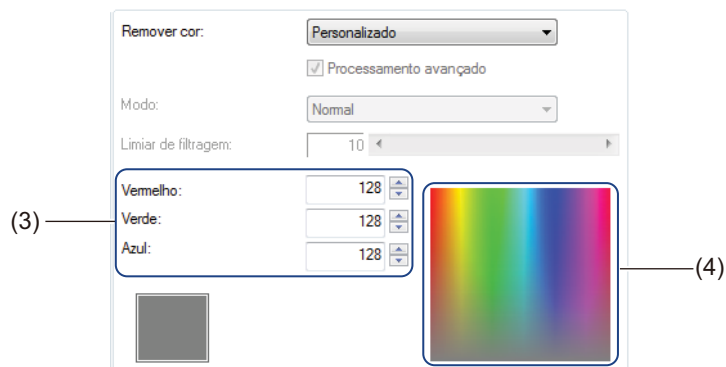 Remover cor: Personalizado
Processamento avançado
Modo: Normal
Limiar de filtragem: 10
Vermelho: 128
(3) Verde: 128
Azul: 128
(4)